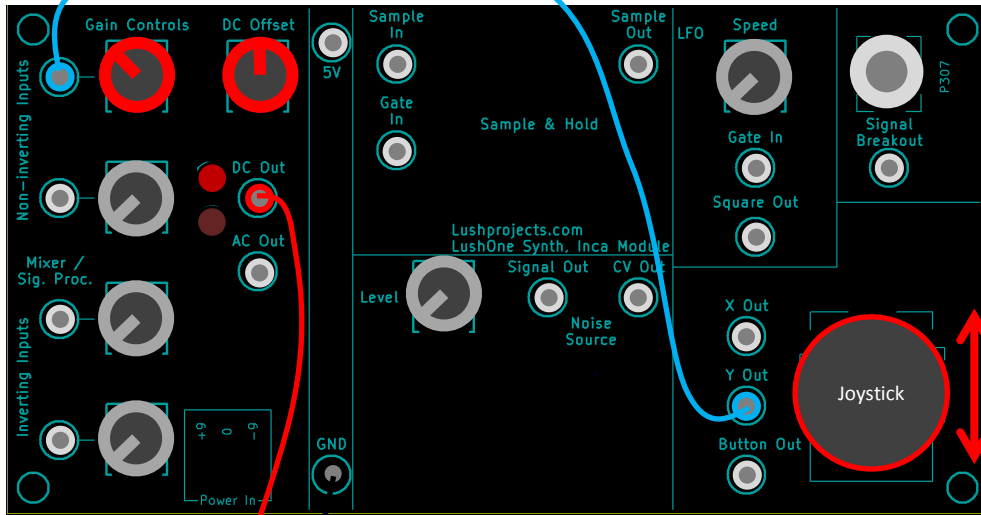 Gain Controls
DC Offset
Non-inverting Inputs
DC Out
AC Out
Mixer /
Sig. Proc.
Inverting Inputs
+9
0
-9
Power In
5V
GND
Sample
In
Sample
Out
Gate
In
Sample & Hold
Lushprojects.com
LushOne Synth, Inca Module
Level
Signal Out
CV Out
Noise
Source
LFO
Speed
Gate In
Square Out
P307
Signal
Breakout
X Out
Y Out
Button Out
Joystick